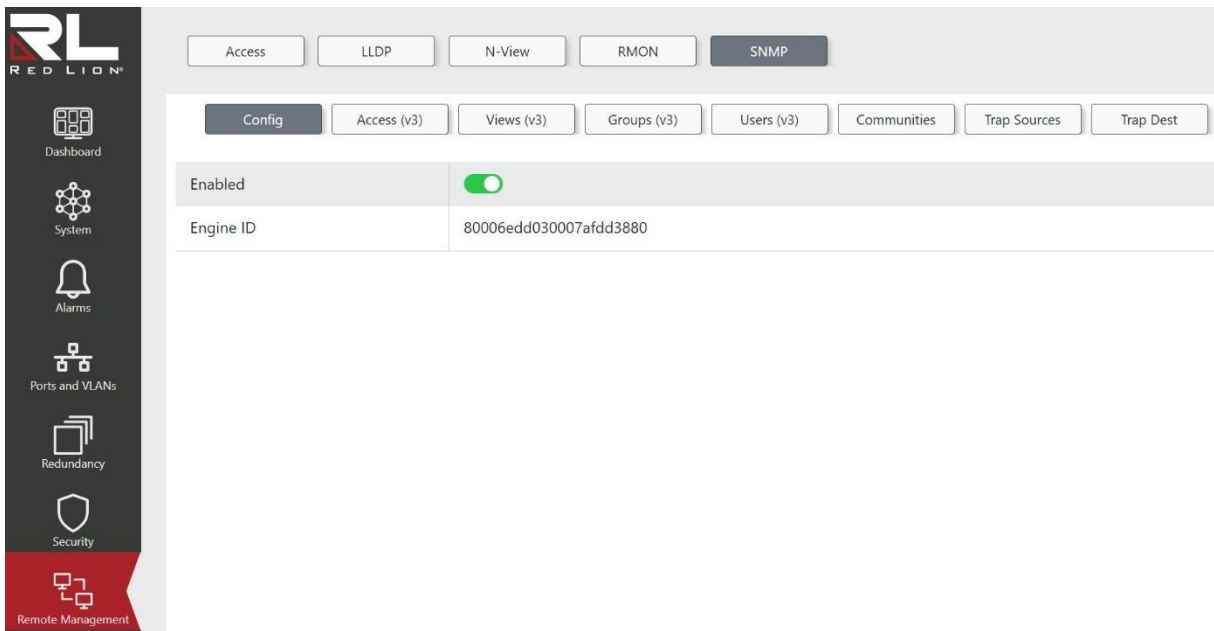 RL
RED LION®
Access LLDP N-View RMON SNMP
Config Access (v3) Views (v3) Groups (v3) Users (v3) Communities Trap Sources Trap Dest
Enabled
Engine ID 80006edd030007afdd3880
Dashboard
System
Alarms
Ports and VLANs
Redundancy
Security
Remote Management